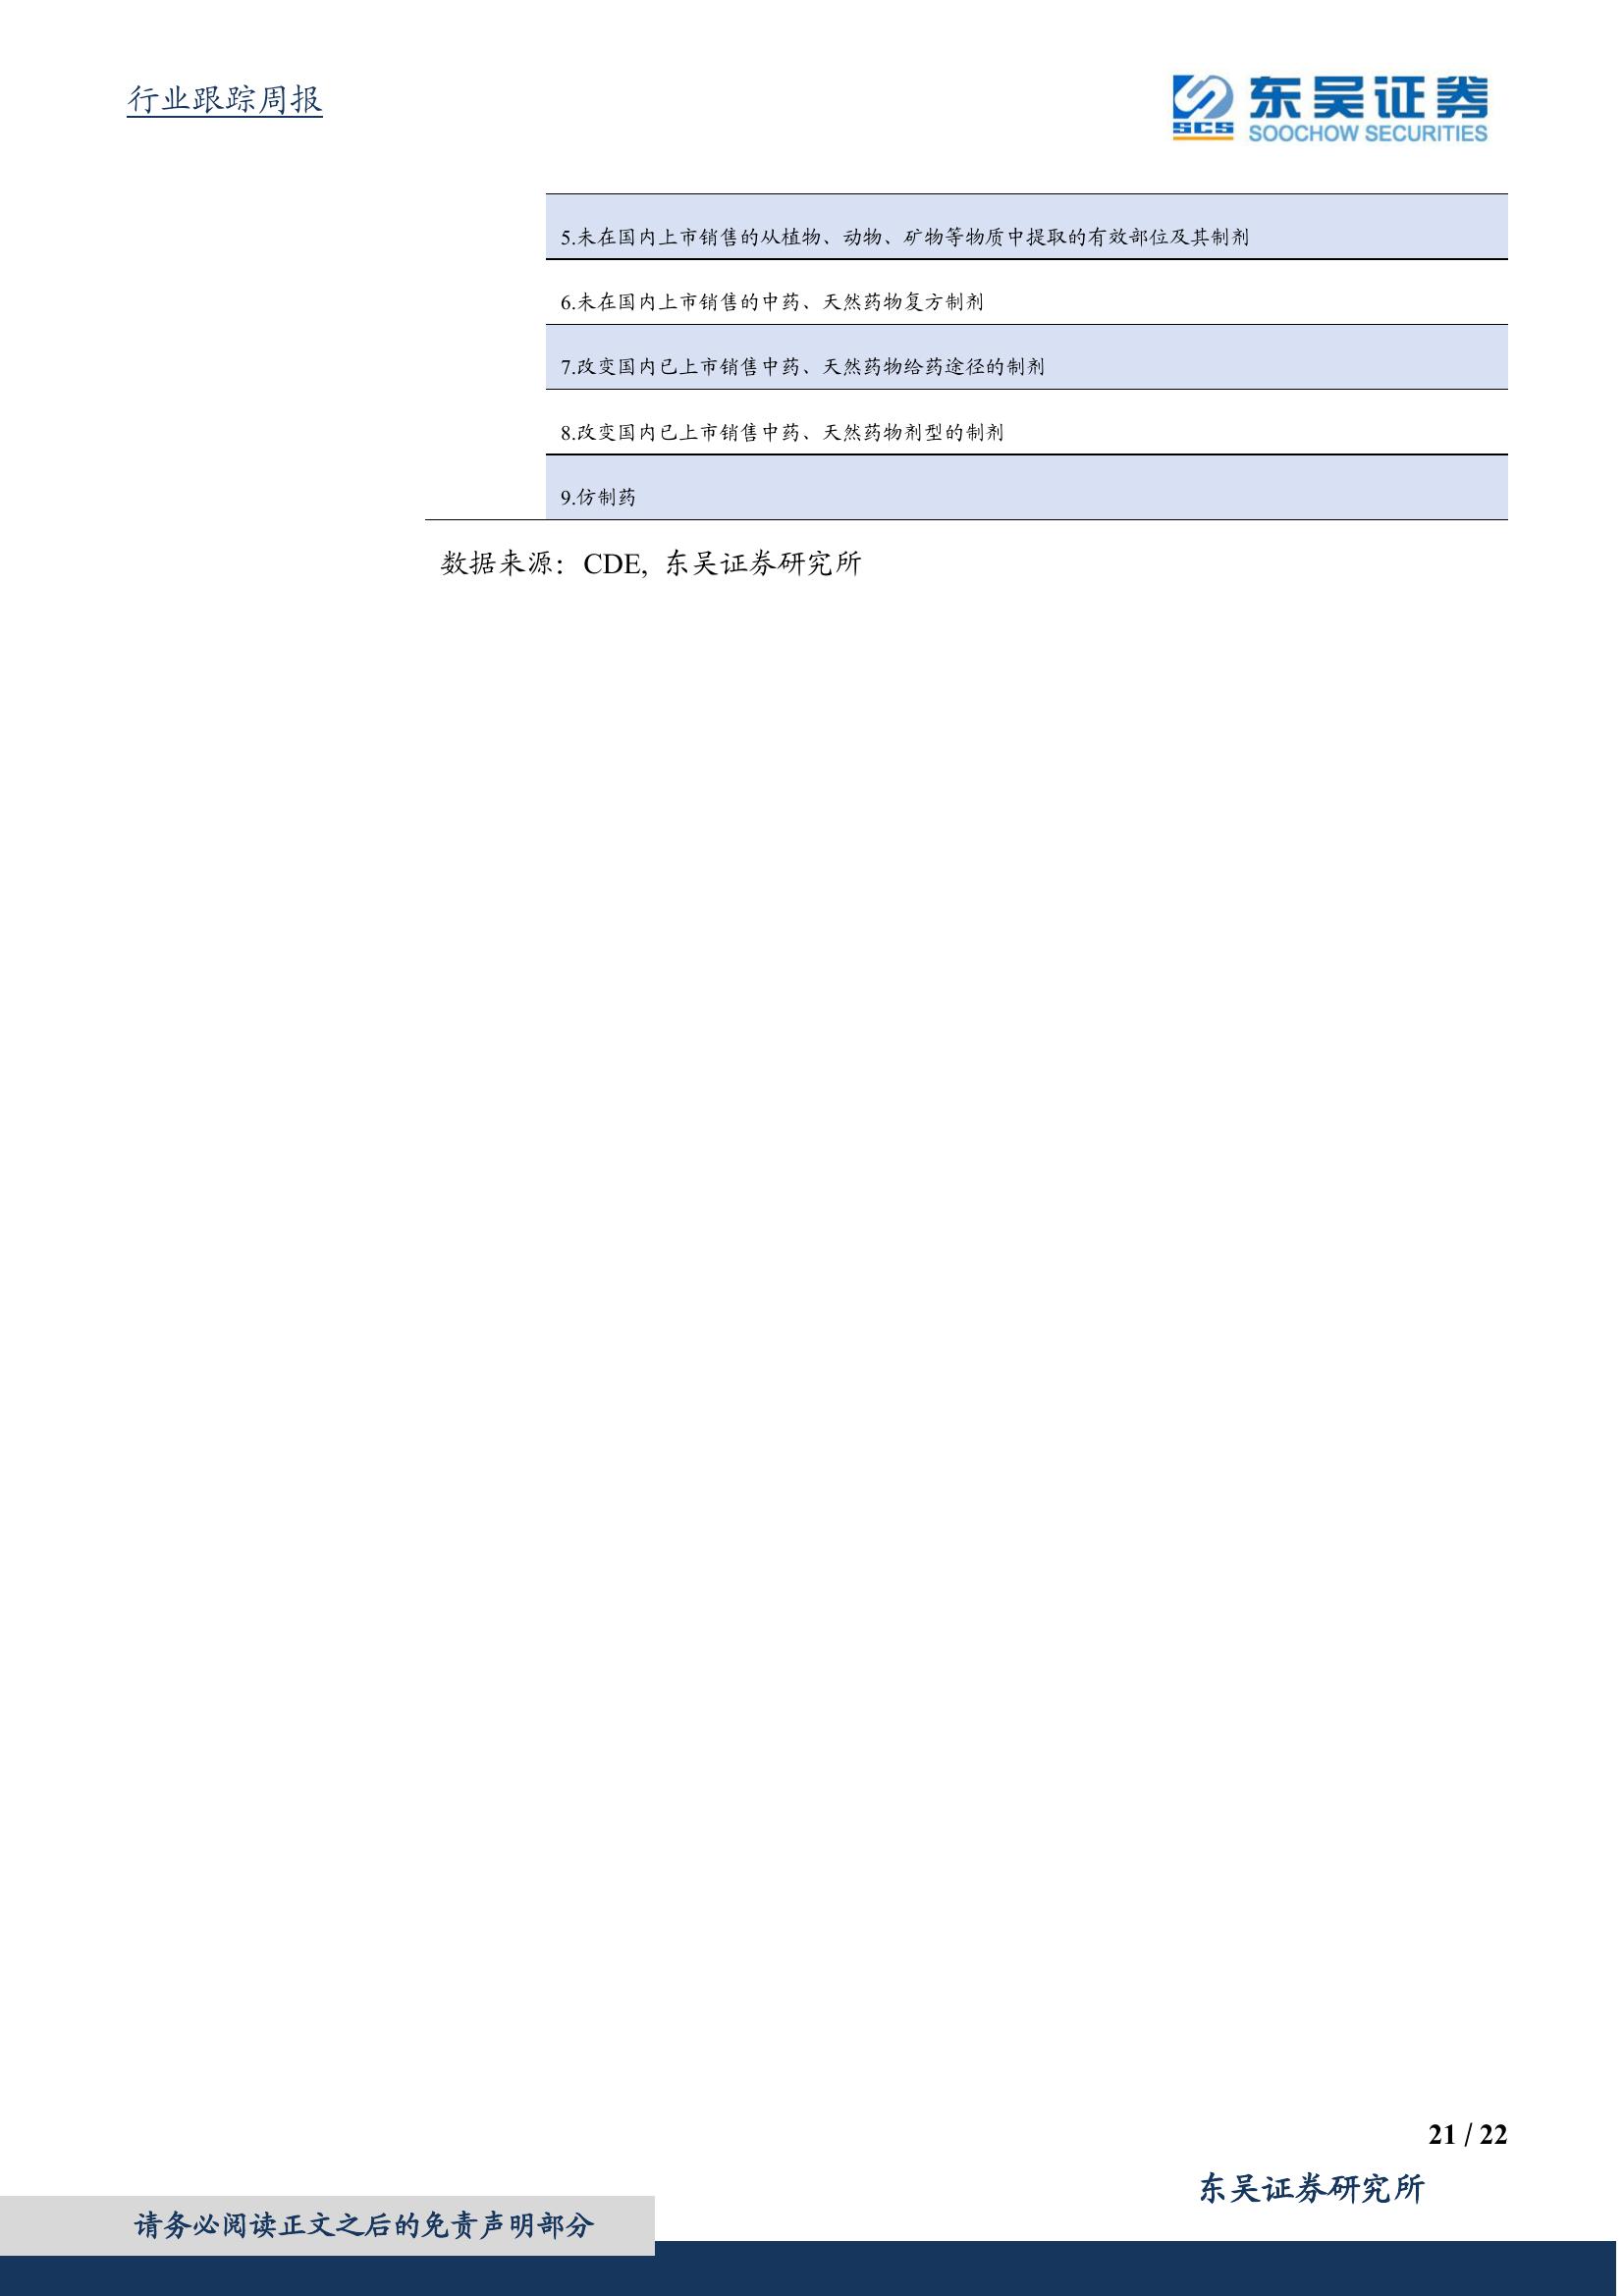 行业跟踪周报
东吴证券
SCS
SOOCHOW SECURITIES
5.未在国内上市销售的从植物、动物、矿物等物质中提取的有效部位及其制剂
6.未在国内上市销售的中药、天然药物复方制剂
7.改变国内已上市销售中药、天然药物给药途径的制剂
8.改变国内已上市销售中药、天然药物剂型的制剂
9.仿制药
数据来源：CDE, 东吴证券研究所
21 / 22
东吴证券研究所
请务必阅读正文之后的免责声明部分